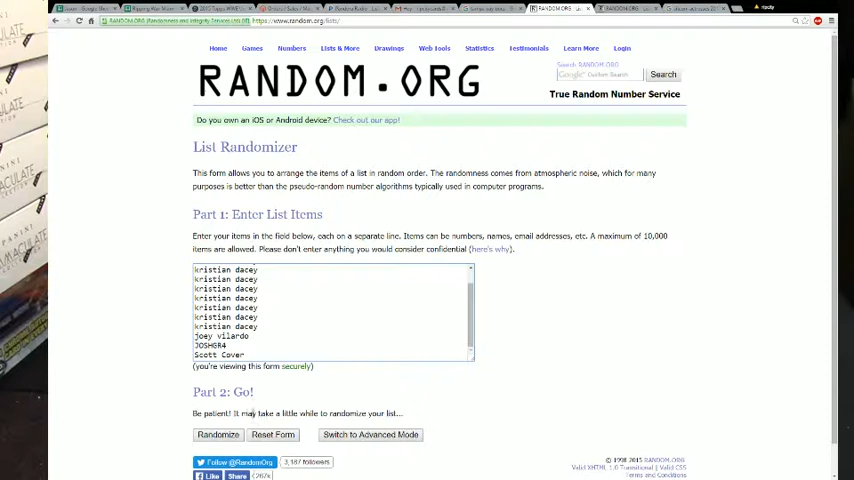 https://www.random.org/lists/
Home Games Numbers Lists & More Drawings Web Tools Statistics Testimonials Learn More Login
Search RANDOM.ORG
RANDOM.ORG
Google™ Custom Search
Search
True Random Number Service
Do you own an iOS or Android device? Check out our app!
List Randomizer
This form allows you to arrange the items of a list in random order. The randomness comes from atmospheric noise, which for many
purposes is better than the pseudo-random number algorithms typically used in computer programs.
Part 1: Enter List Items
Enter your items in the field below, each on a separate line. Items can be numbers, names, email addresses, etc. A maximum of 10,000
items are allowed. Please don't enter anything you would consider confidential (here's why).
kristian dacey
kristian dacey
kristian dacey
kristian dacey
kristian dacey
kristian dacey
kristian dacey
joey vilardo
JOSHGR4
Scott Cover
(you're viewing this form securely)
Part 2: Go!
Be patient! It may take a little while to randomize your list...
Randomize Reset Form Switch to Advanced Mode
Follow @RandomOrg 3,187 followers
© 1998-2015 RANDOM.ORG
Valid XHTML 1.0 Transitional | Valid CSS
Terms and Conditions
Like Share
PANINI
IMMACULATE
COLLECTION